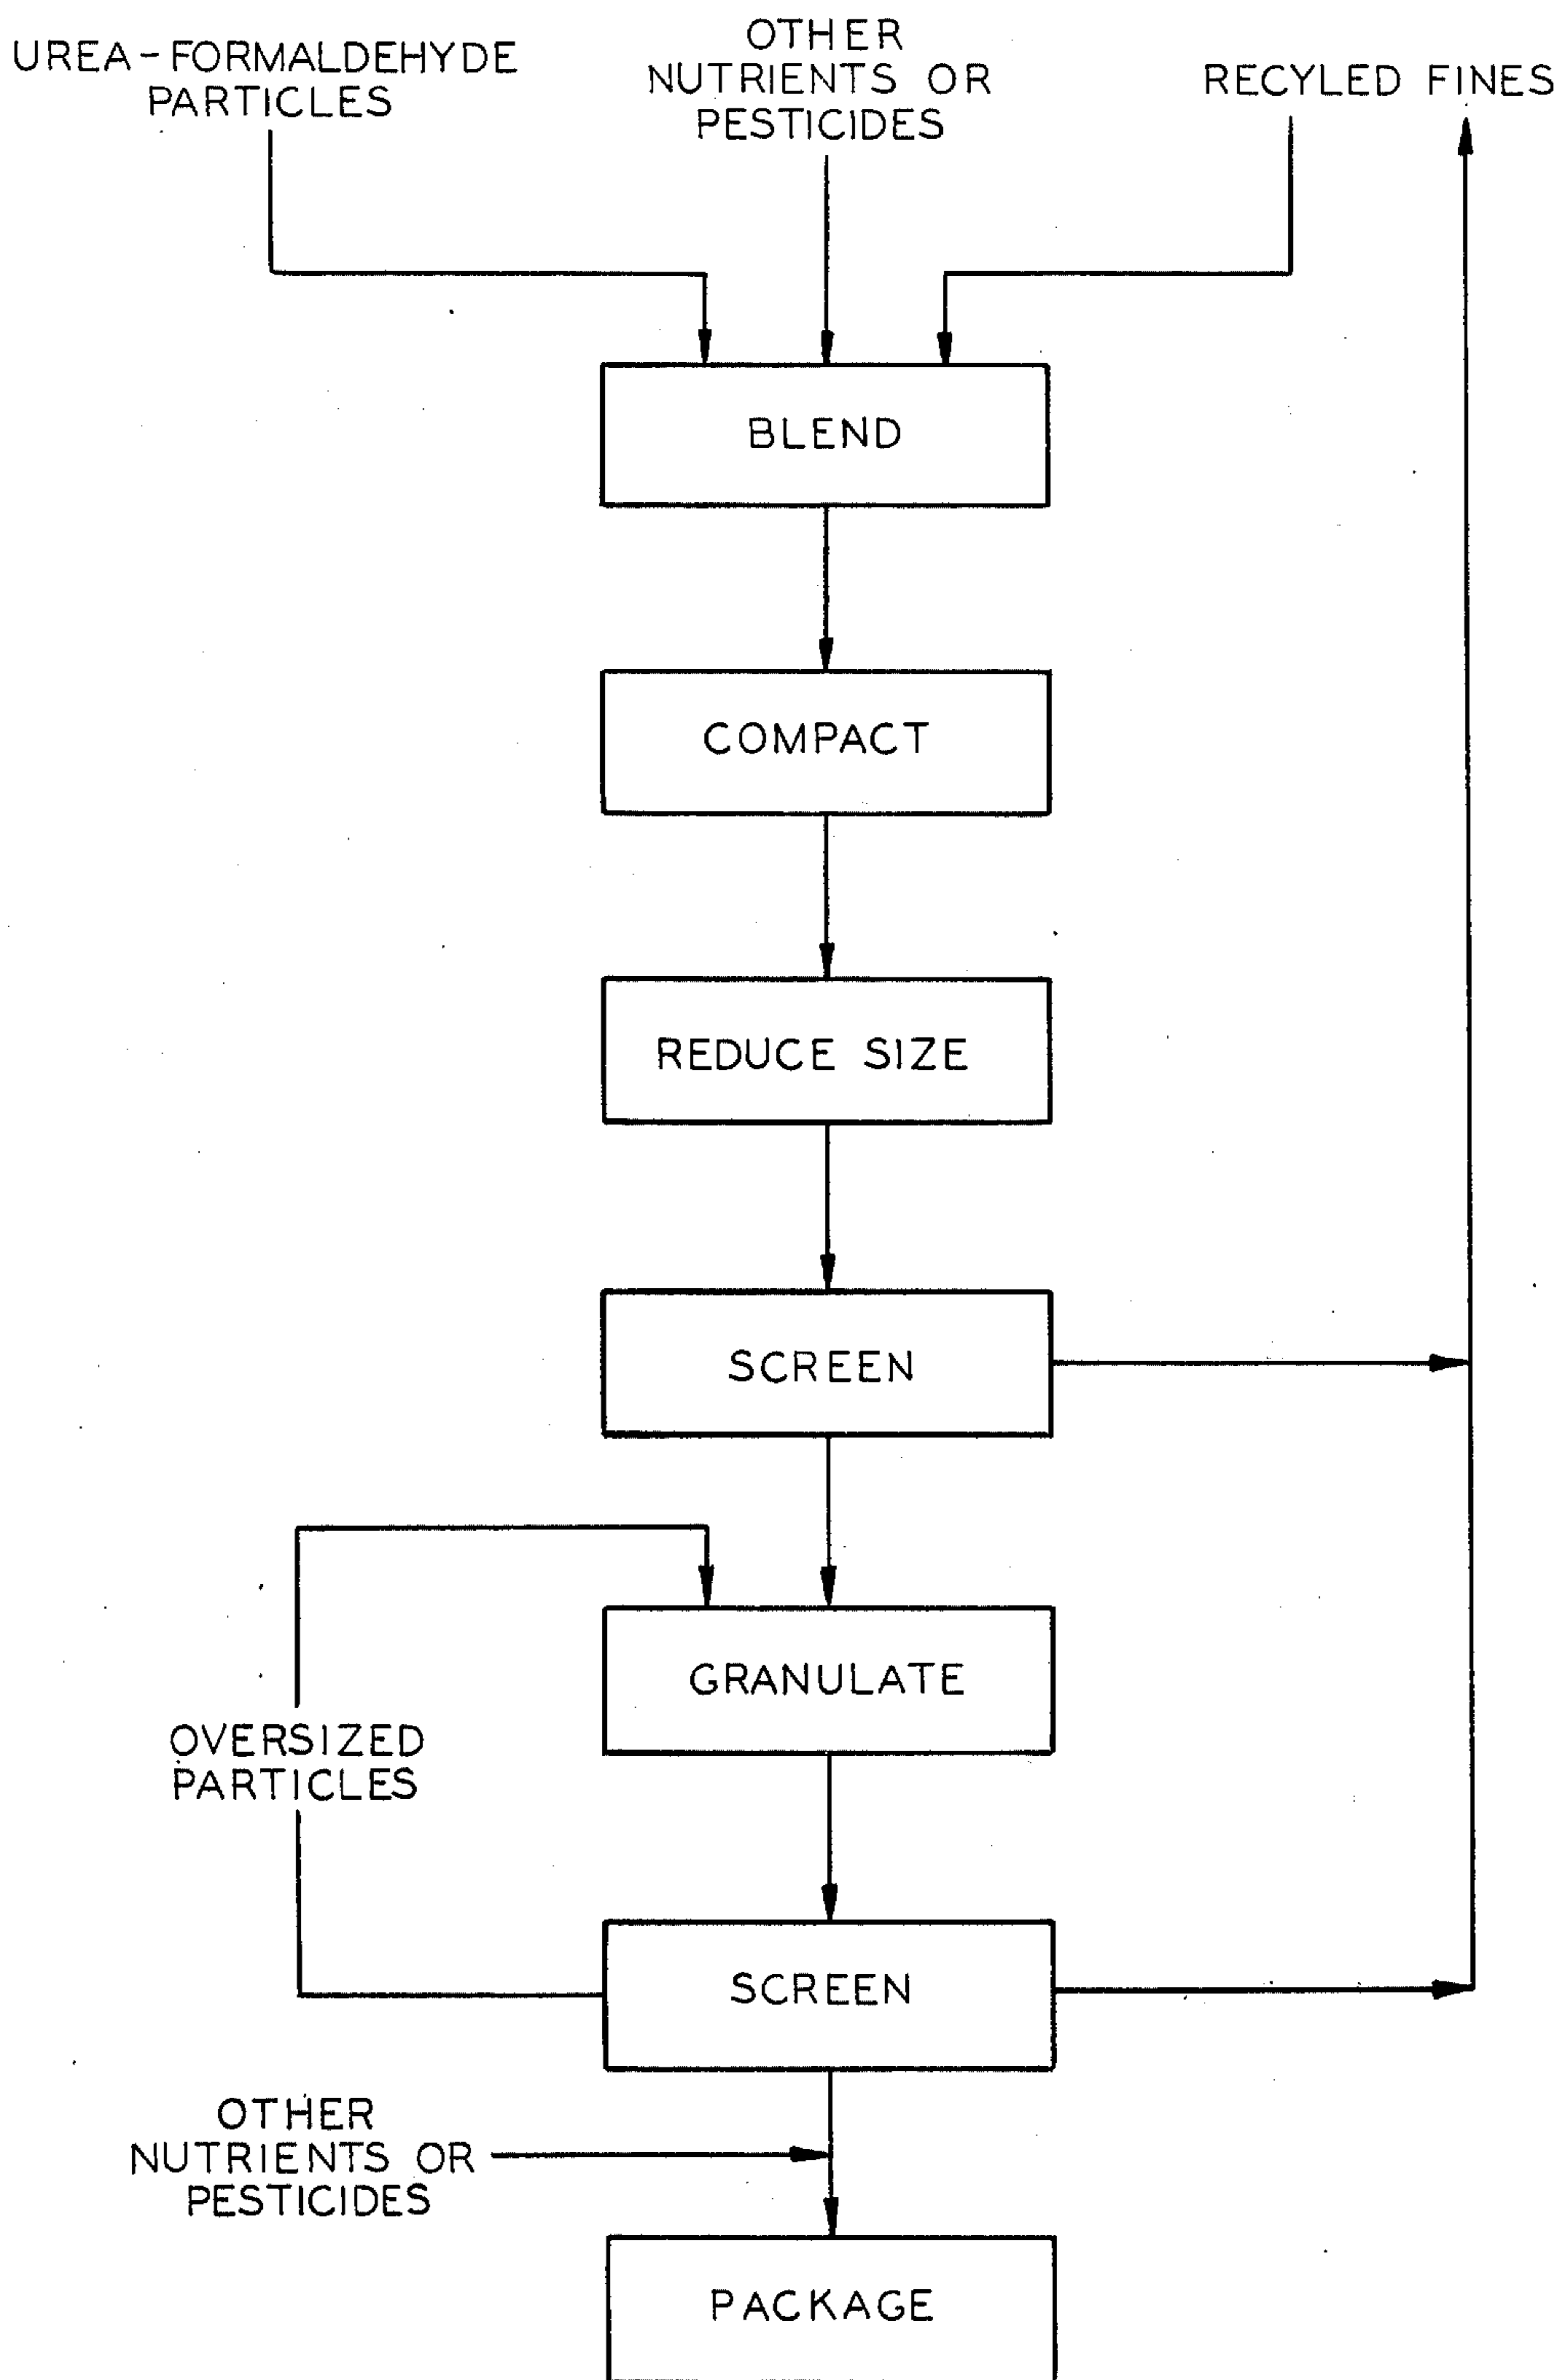 UREA-FORMALDEHYDE
PARTICLES
OTHER
NUTRIENTS OR
PESTICIDES
RECYLED FINES
BLEND
COMPACT
REDUCE SIZE
SCREEN
GRANULATE
OVERSIZED
PARTICLES
SCREEN
OTHER
NUTRIENTS OR
PESTICIDES
PACKAGE